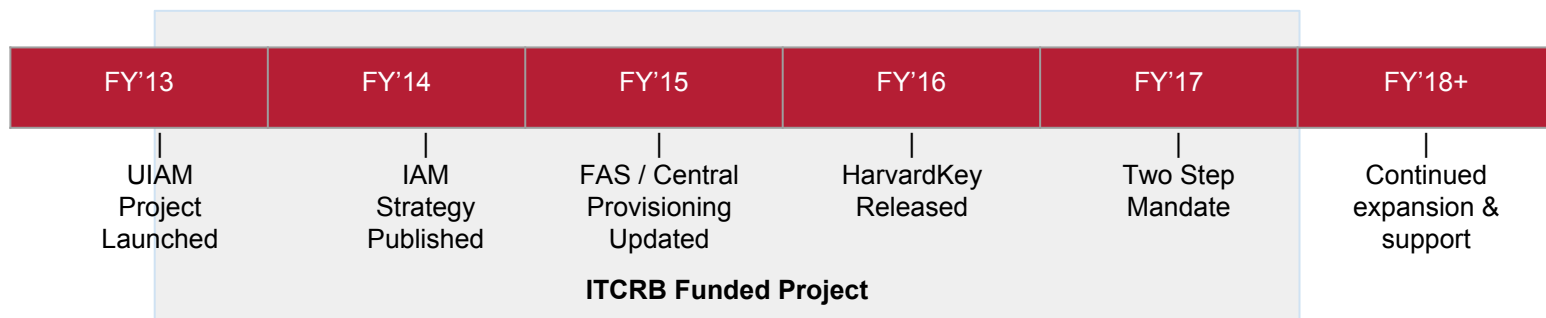 FY'13 FY'14 FY'15 FY'16 FY'17 FY'18+
UIAM
Project
Launched
IAM
Strategy
Published
FAS / Central
Provisioning
Updated
HarvardKey
Released
Two Step
Mandate
Continued
expansion &
support
ITCRB Funded Project